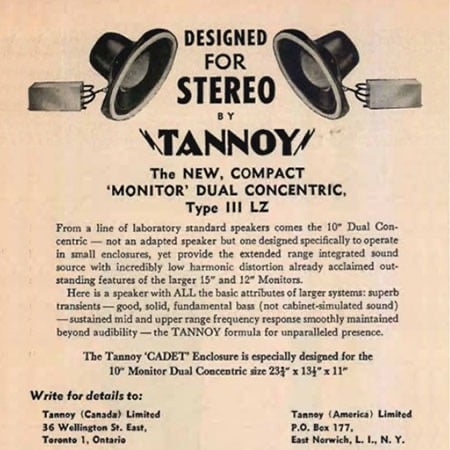 DESIGNED
FOR
STEREO
BY
TANNOY
The NEW, COMPACT
'MONITOR' DUAL CONCENTRIC,
Type III LZ
From a line of laboratory standard speakers comes the 10" Dual Con-
centric — not an adapted speaker but one designed specifically to operate
in small enclosures, yet provide the extended range integrated sound
source with incredibly low harmonic distortion already acclaimed out-
standing features of the larger 15" and 12" Monitors.
Here is a speaker with ALL the basic attributes of larger systems: superb
transients — good, solid, fundamental bass (not cabinet-simulated sound)
— sustained mid and upper range frequency response smoothly maintained
beyond audibility — the TANNOY formula for unparalleled presence.
The Tannoy 'CADET' Enclosure is especially designed for the
10" Monitor Dual Concentric size 23¾" x 13½" x 11"
Write for details to:
Tannoy (Canada) Limited
36 Wellington St. East,
Toronto 1, Ontario
Tannoy (America) Limited
P.O. Box 177,
East Norwich, L. I., N. Y.